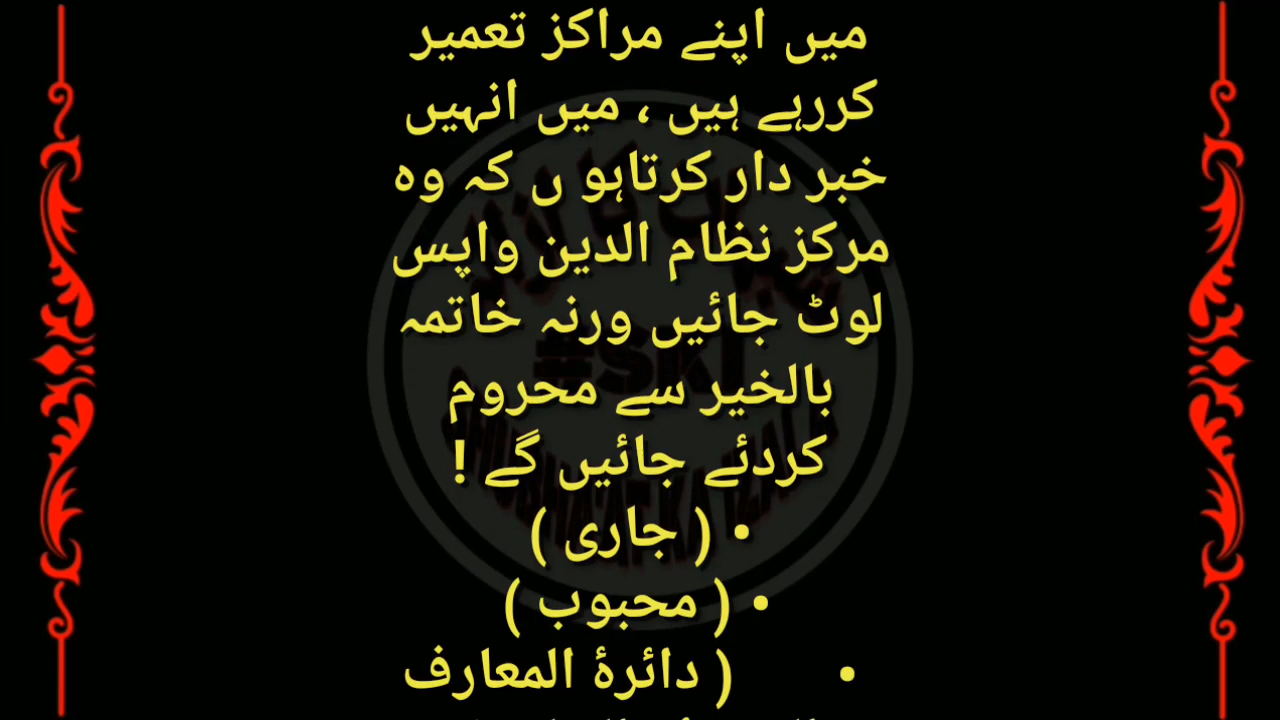 میں اپنے مراکز تعمیر
کررہے ہیں ، میں انہیں
خبر دار کرتاہو ں کہ وہ
مرکز نظام الدین واپس
لوٹ جائیں ورنہ خاتمہ
بالخیر سے محروم
کردئے جائیں گے !
• ( جاری )
• ( محبوب )
• ( دائرۂ المعارف
#SKI